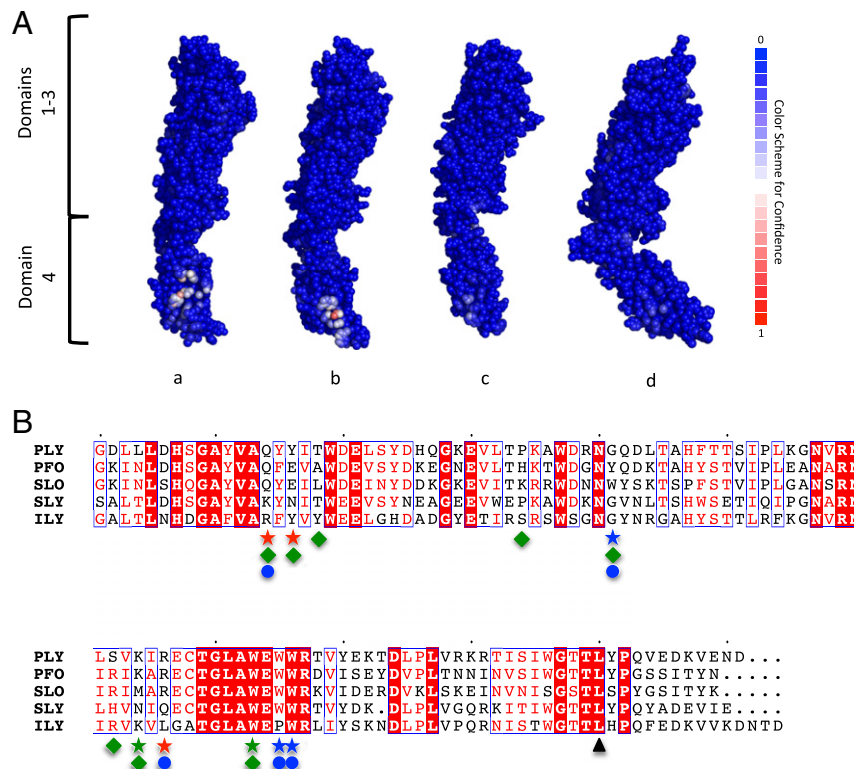 A
Domains
1-3
Domain
4
a
b
c
d
0
Color Scheme for Confidence
1
B
PLY GDLLLDHSGAYVAQYYITWDELSYDHQGKEVLTPKAWDRNGQDLTAHFTTSIPLKGNVRN
PFO GKINLDHSGAYVAQFEVAWDEVSYDKEGNEVLTHKTWDGNYQDKTAHYSTVIPLEANARN
SLO GKINLSHQGAYVAQYEILWDEINYDDKGKEVITKRRWDNNWYSKTSPFSTVIPLGANSRN
SLY SALTLDHSGAYVAKYNITWEEVSYNEAGEEVWEPKAWDKNGVNLTSHWSETIQIPGNARN
ILY GALTLNHDGAFVARFYVYWEELGHDADGYETIRSRSWSGNGYNRGAHYSTTLRFKGNVRN
PLY LSVKIRECTGLAWEWWRTVYEKTDLPLVRKRTISIWGTTLYPQVEDKVEND...
PFO IRIKARECTGLAWEWWRDVISEYDVPLTNNINVSIWGTTLYPGSSITYN.....
SLO IRIMARECTGLAWEWWRKVIDERDVKLSKEINVNISGSTLSPYGSITYK.....
SLY LHVNIQECTGLAWEWWRTVYDK.DLPLVGQRKITIWGTTLYPQYADEVIE....
ILY IRVKVLGATGLAWEPWRLIYSKNDLPLVPQRNISTWGTTLHPQFEDKVVKDNTD